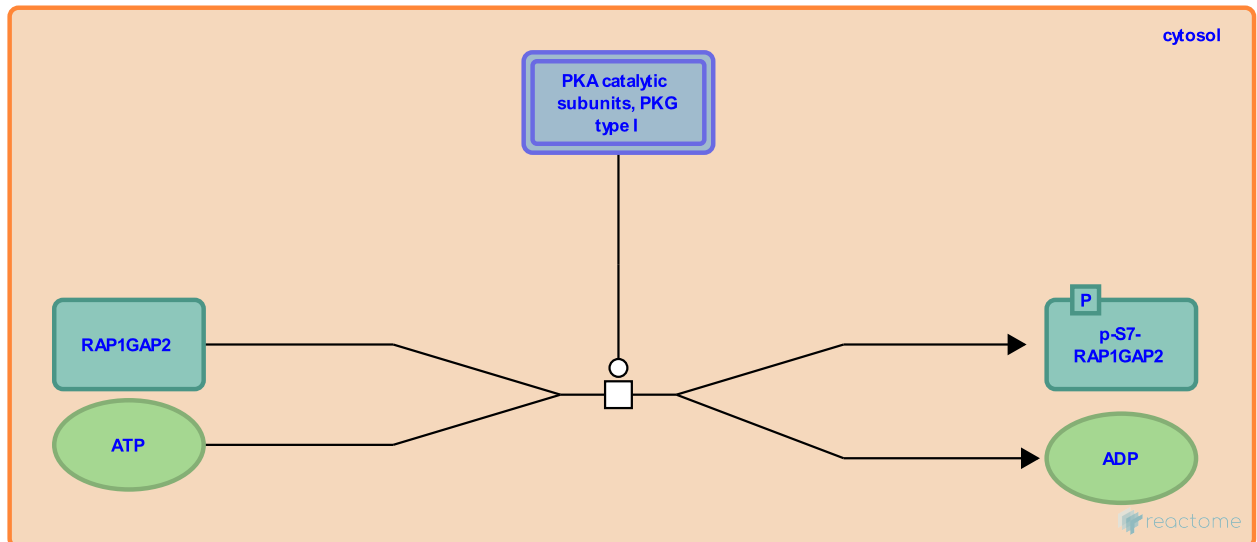 cytosol
PKA catalytic
subunits, PKG
type I
RAP1GAP2
P
p-S7-
RAP1GAP2
ATP
ADP
reactome